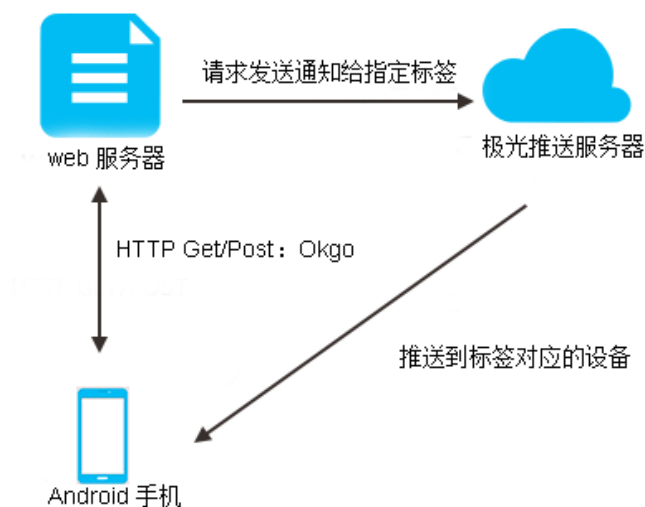 请求发送通知给指定标签
web 服务器
极光推送服务器
HTTP Get/Post：Okgo
推送到标签对应的设备
Android 手机